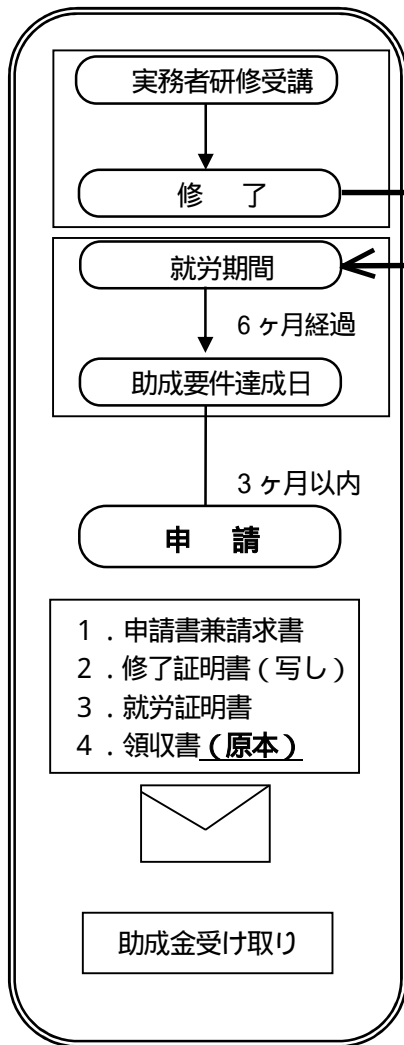 実務者研修受講
修　了
就労期間
６ヶ月経過
助成要件達成日
３ヶ月以内
申　請
１．申請書兼請求書
２．修了証明書（写し）
３．就労証明書
４．領収書（原本）
助成金受け取り